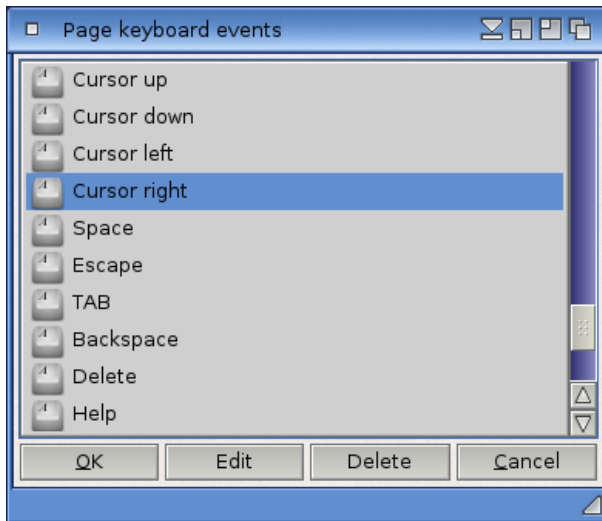 Page keyboard events
Cursor up
Cursor down
Cursor left
Cursor right
Space
Escape
TAB
Backspace
Delete
Help
OK Edit Delete Cancel